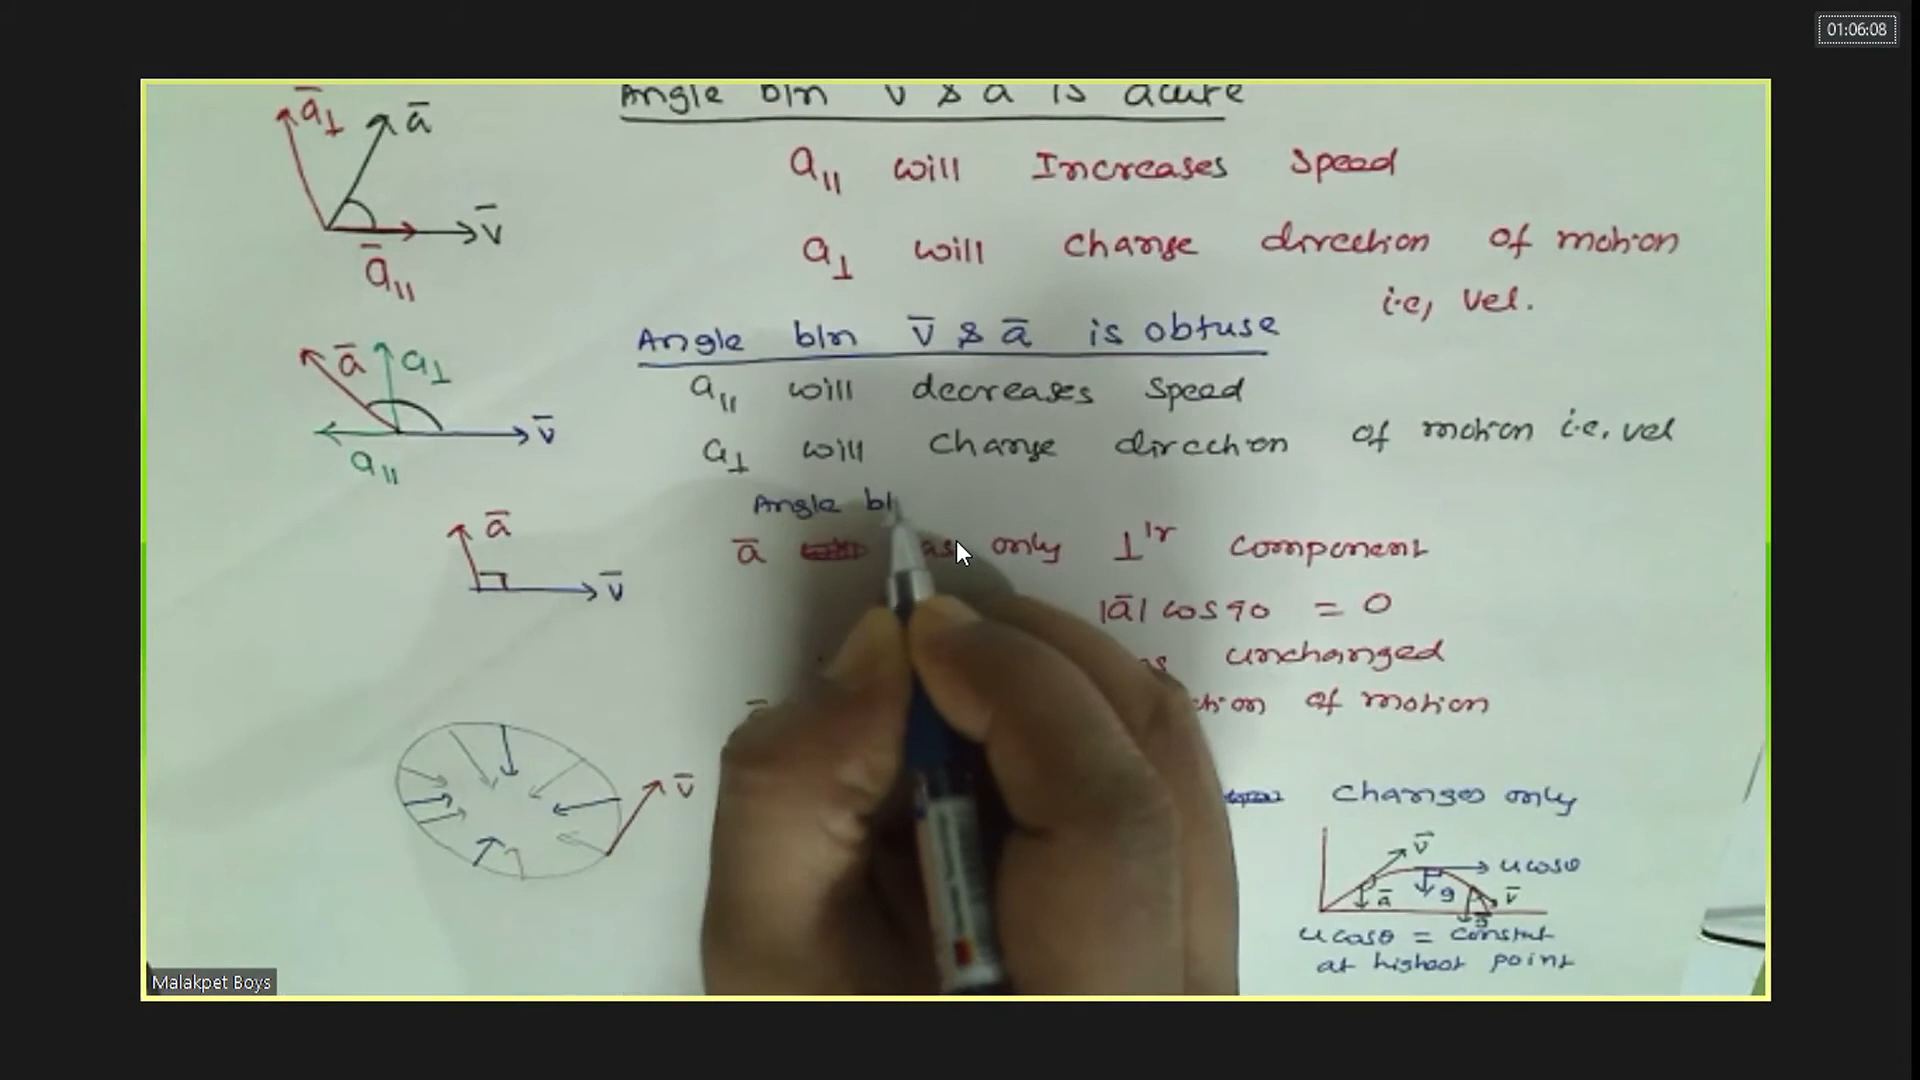 01:06:08
Angle b/n v̄ & ā is acute
ā⊥ ā
a∥ will Increases Speed
v̄
ā∥
a⊥ will change direction of motion
i.e, vel.
Angle b/n v̄ & ā is obtuse
ā a⊥
a∥ will decreases Speed
v̄
a⊥ will change direction of motion i.e, vel
a∥
Angle b/
ā only ⊥'r component
ā
v̄
|ā| cos 90 = 0
unchanged
of motion
v̄
changes only
v̄
u cosθ
ā g v̄
u cosθ = constat
at highest point
Malakpet Boys